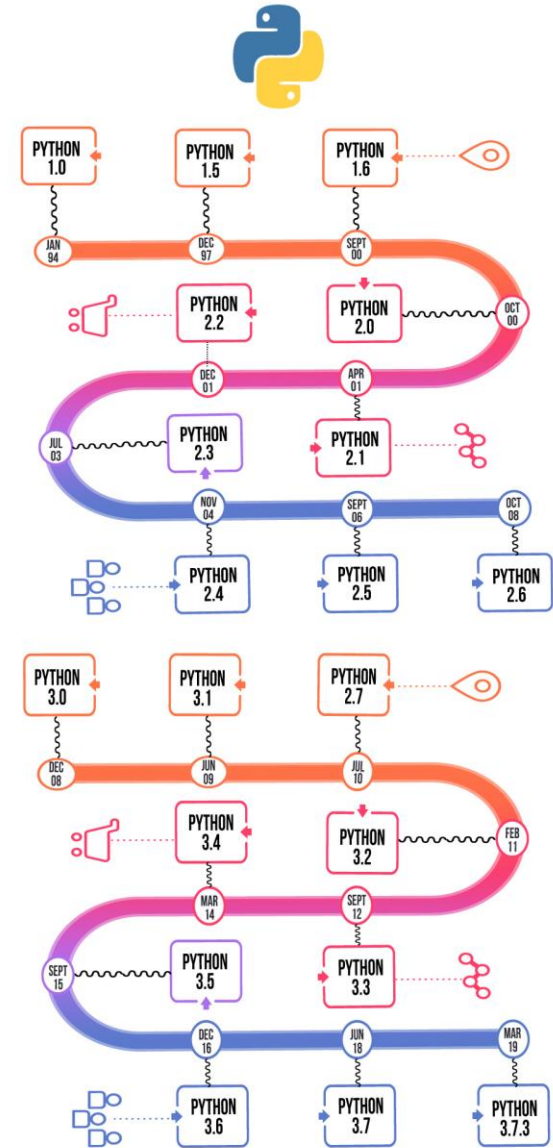 PYTHON
1.0
PYTHON
1.5
PYTHON
1.6
JAN
94
DEC
97
SEPT
00
PYTHON
2.2
PYTHON
2.0
OCT
00
DEC
01
APR
01
JUL
03
PYTHON
2.3
PYTHON
2.1
NOV
04
SEPT
06
OCT
08
PYTHON
2.4
PYTHON
2.5
PYTHON
2.6
PYTHON
3.0
PYTHON
3.1
PYTHON
2.7
DEC
08
JUN
09
JUL
10
PYTHON
3.4
PYTHON
3.2
FEB
11
MAR
14
SEPT
12
SEPT
15
PYTHON
3.5
PYTHON
3.3
DEC
16
JUN
18
MAR
19
PYTHON
3.6
PYTHON
3.7
PYTHON
3.7.3